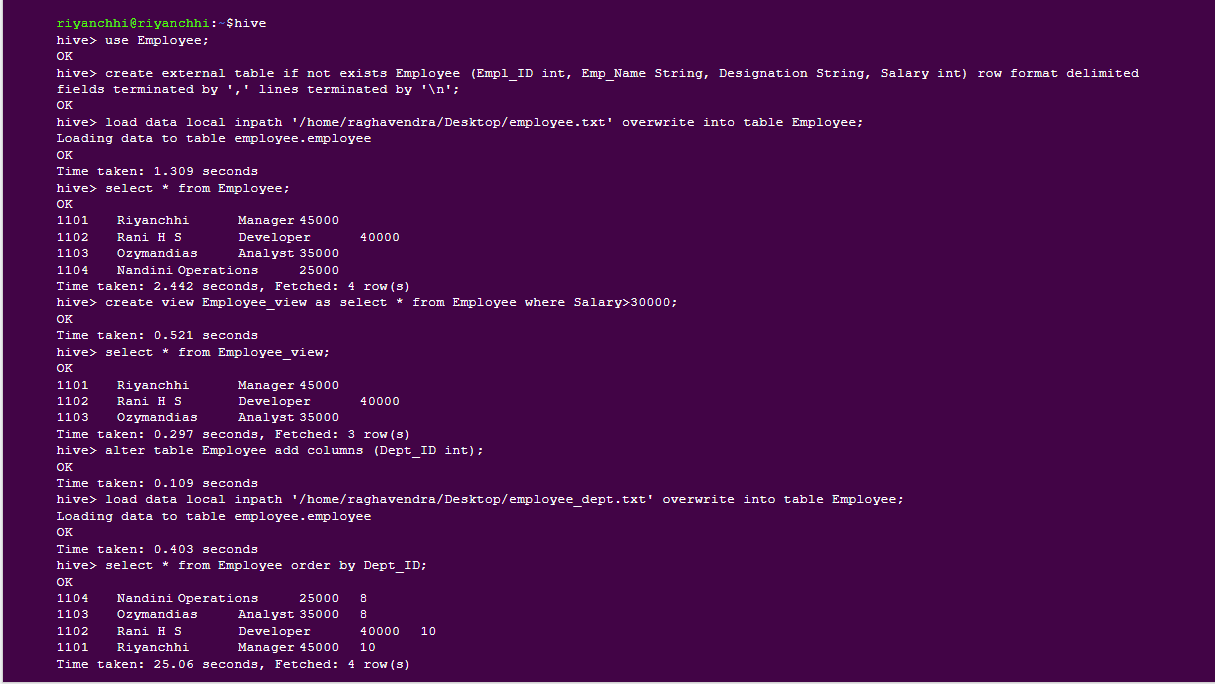 riyanchhi@riyanchhi:~$hive
hive> use Employee;
OK
hive> create external table if not exists Employee (Empl_ID int, Emp_Name String, Designation String, Salary int) row format delimited
fields terminated by ',' lines terminated by '\n';
OK
hive> load data local inpath '/home/raghavendra/Desktop/employee.txt' overwrite into table Employee;
Loading data to table employee.employee
OK
Time taken: 1.309 seconds
hive> select * from Employee;
OK
1101 Riyanchhi Manager 45000
1102 Rani H S Developer 40000
1103 Ozymandias Analyst 35000
1104 Nandini Operations 25000
Time taken: 2.442 seconds, Fetched: 4 row(s)
hive> create view Employee_view as select * from Employee where Salary>30000;
OK
Time taken: 0.521 seconds
hive> select * from Employee_view;
OK
1101 Riyanchhi Manager 45000
1102 Rani H S Developer 40000
1103 Ozymandias Analyst 35000
Time taken: 0.297 seconds, Fetched: 3 row(s)
hive> alter table Employee add columns (Dept_ID int);
OK
Time taken: 0.109 seconds
hive> load data local inpath '/home/raghavendra/Desktop/employee_dept.txt' overwrite into table Employee;
Loading data to table employee.employee
OK
Time taken: 0.403 seconds
hive> select * from Employee order by Dept_ID;
OK
1104 Nandini Operations 25000 8
1103 Ozymandias Analyst 35000 8
1102 Rani H S Developer 40000 10
1101 Riyanchhi Manager 45000 10
Time taken: 25.06 seconds, Fetched: 4 row(s)